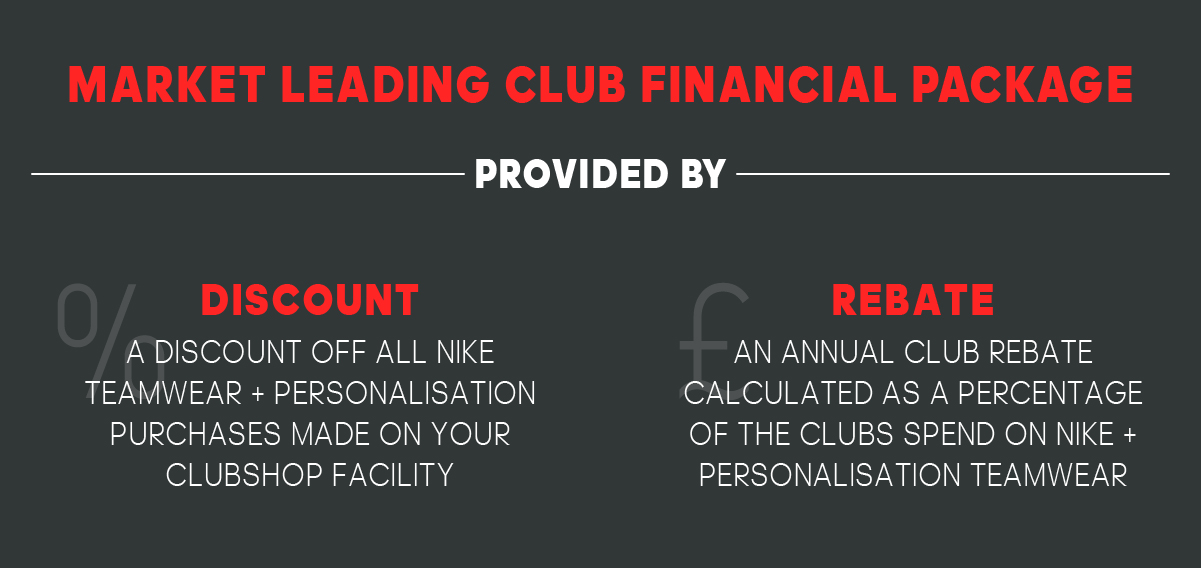 MARKET LEADING CLUB FINANCIAL PACKAGE
PROVIDED BY
%
DISCOUNT
A DISCOUNT OFF ALL NIKE
TEAMWEAR + PERSONALISATION
PURCHASES MADE ON YOUR
CLUBSHOP FACILITY
£
REBATE
AN ANNUAL CLUB REBATE
CALCULATED AS A PERCENTAGE
OF THE CLUBS SPEND ON NIKE +
PERSONALISATION TEAMWEAR